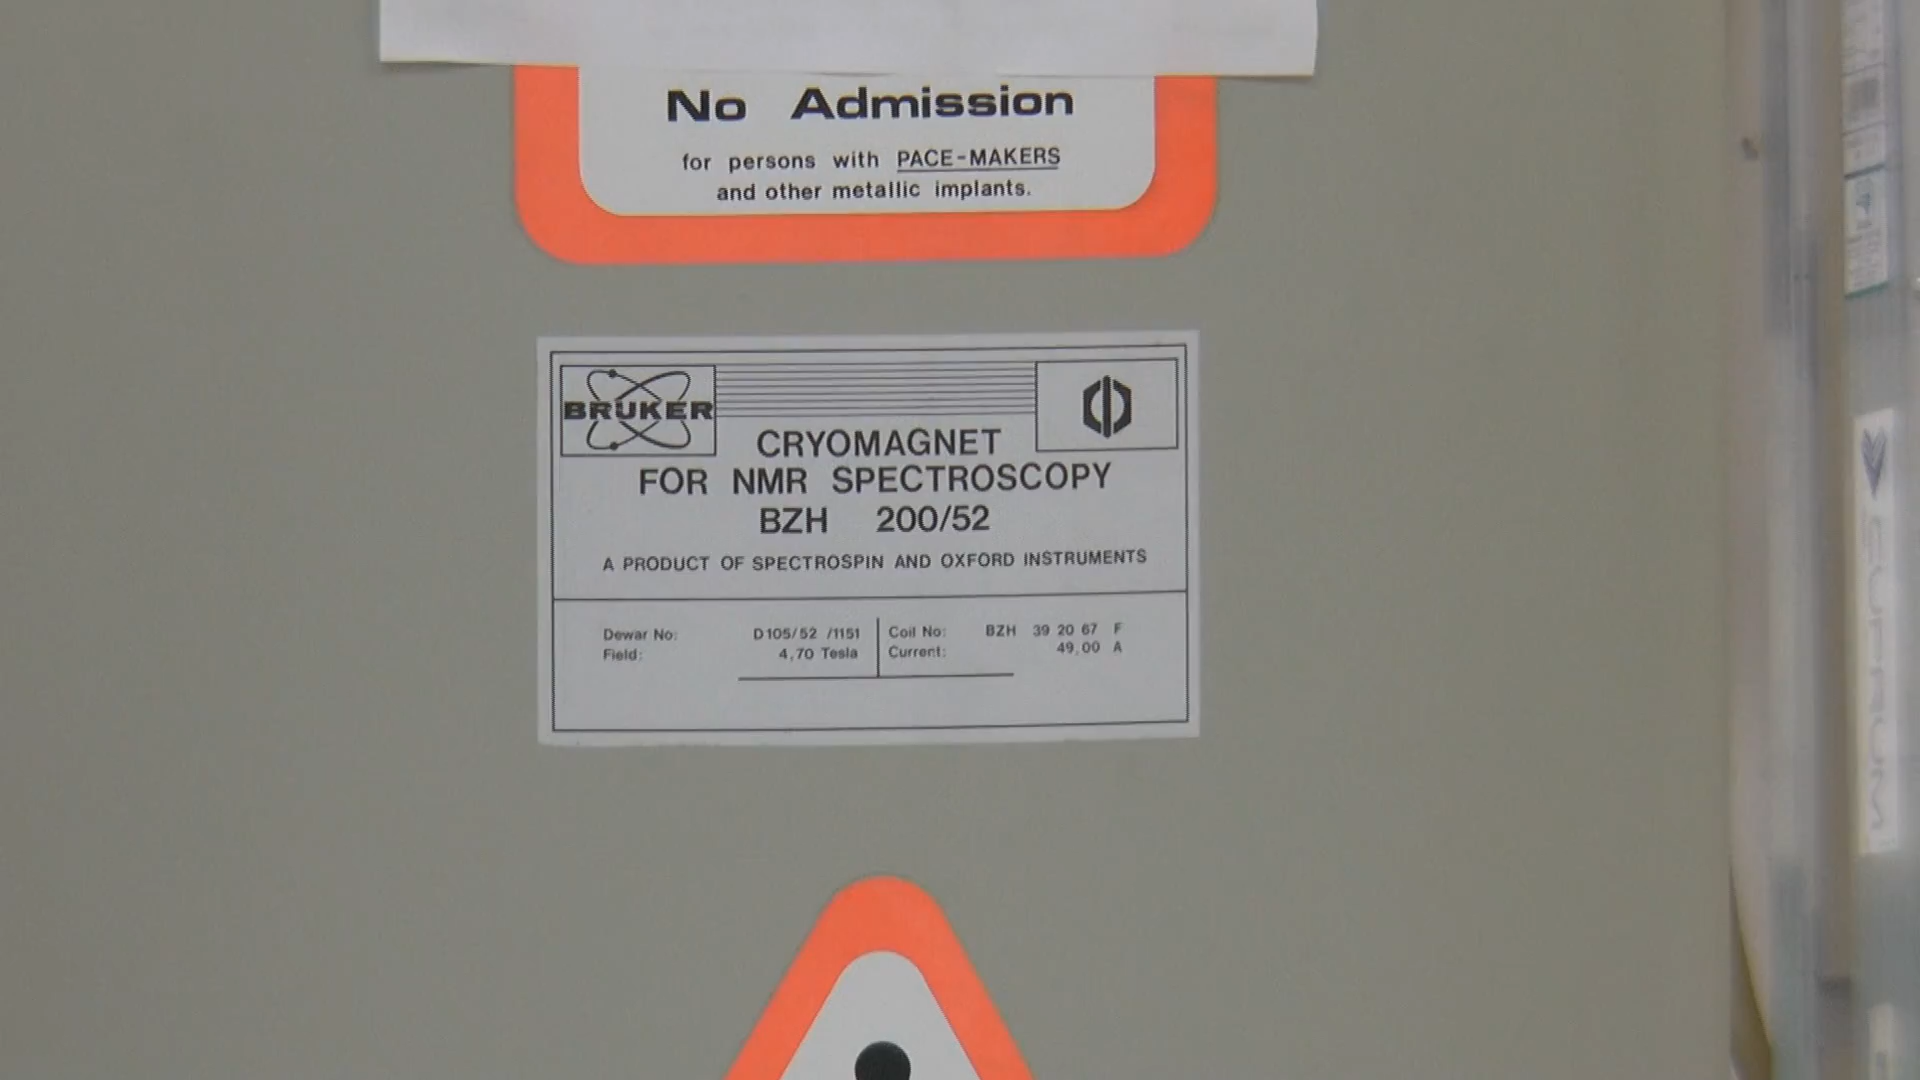 No Admission
for persons with PACE-MAKERS
and other metallic implants.
BRUKER
CRYOMAGNET
FOR NMR SPECTROSCOPY
BZH 200/52
A PRODUCT OF SPECTROSPIN AND OXFORD INSTRUMENTS
Dewar No: D105/52 /1151 Coil No: BZH 39 20 67 F
Field: 4,70 Tesla Current: 49,00 A